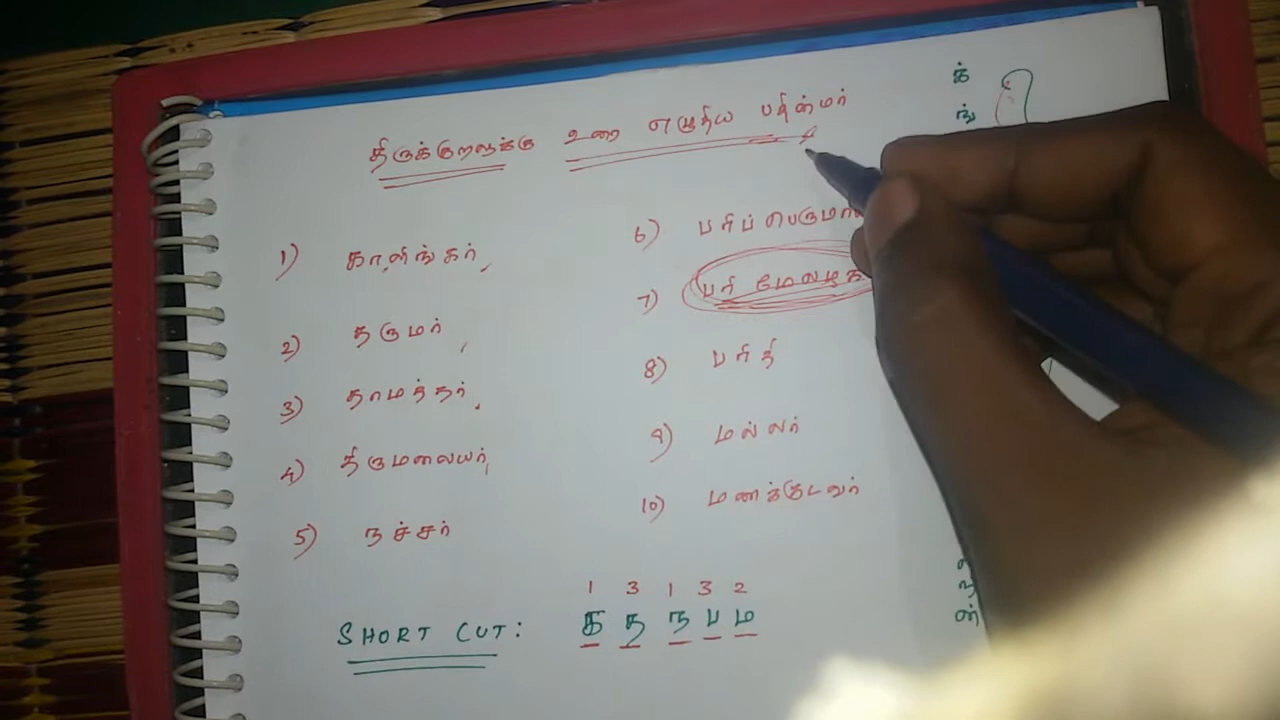 திருக்குறளுக்கு உரை எழுதிய பதின்மர்
1) காளிங்கர்
2) தருமர்
3) தாமத்தர்
4) திருமலையர்
5) நச்சர்
6) பரிப் பெருமாள்
7) பரி மேலழக
8) பரிதி
9) மல்லர்
10) மணக்குடவர்
1 3 1 3 2
SHORT CUT: க த ந ப ம
க்
ங்